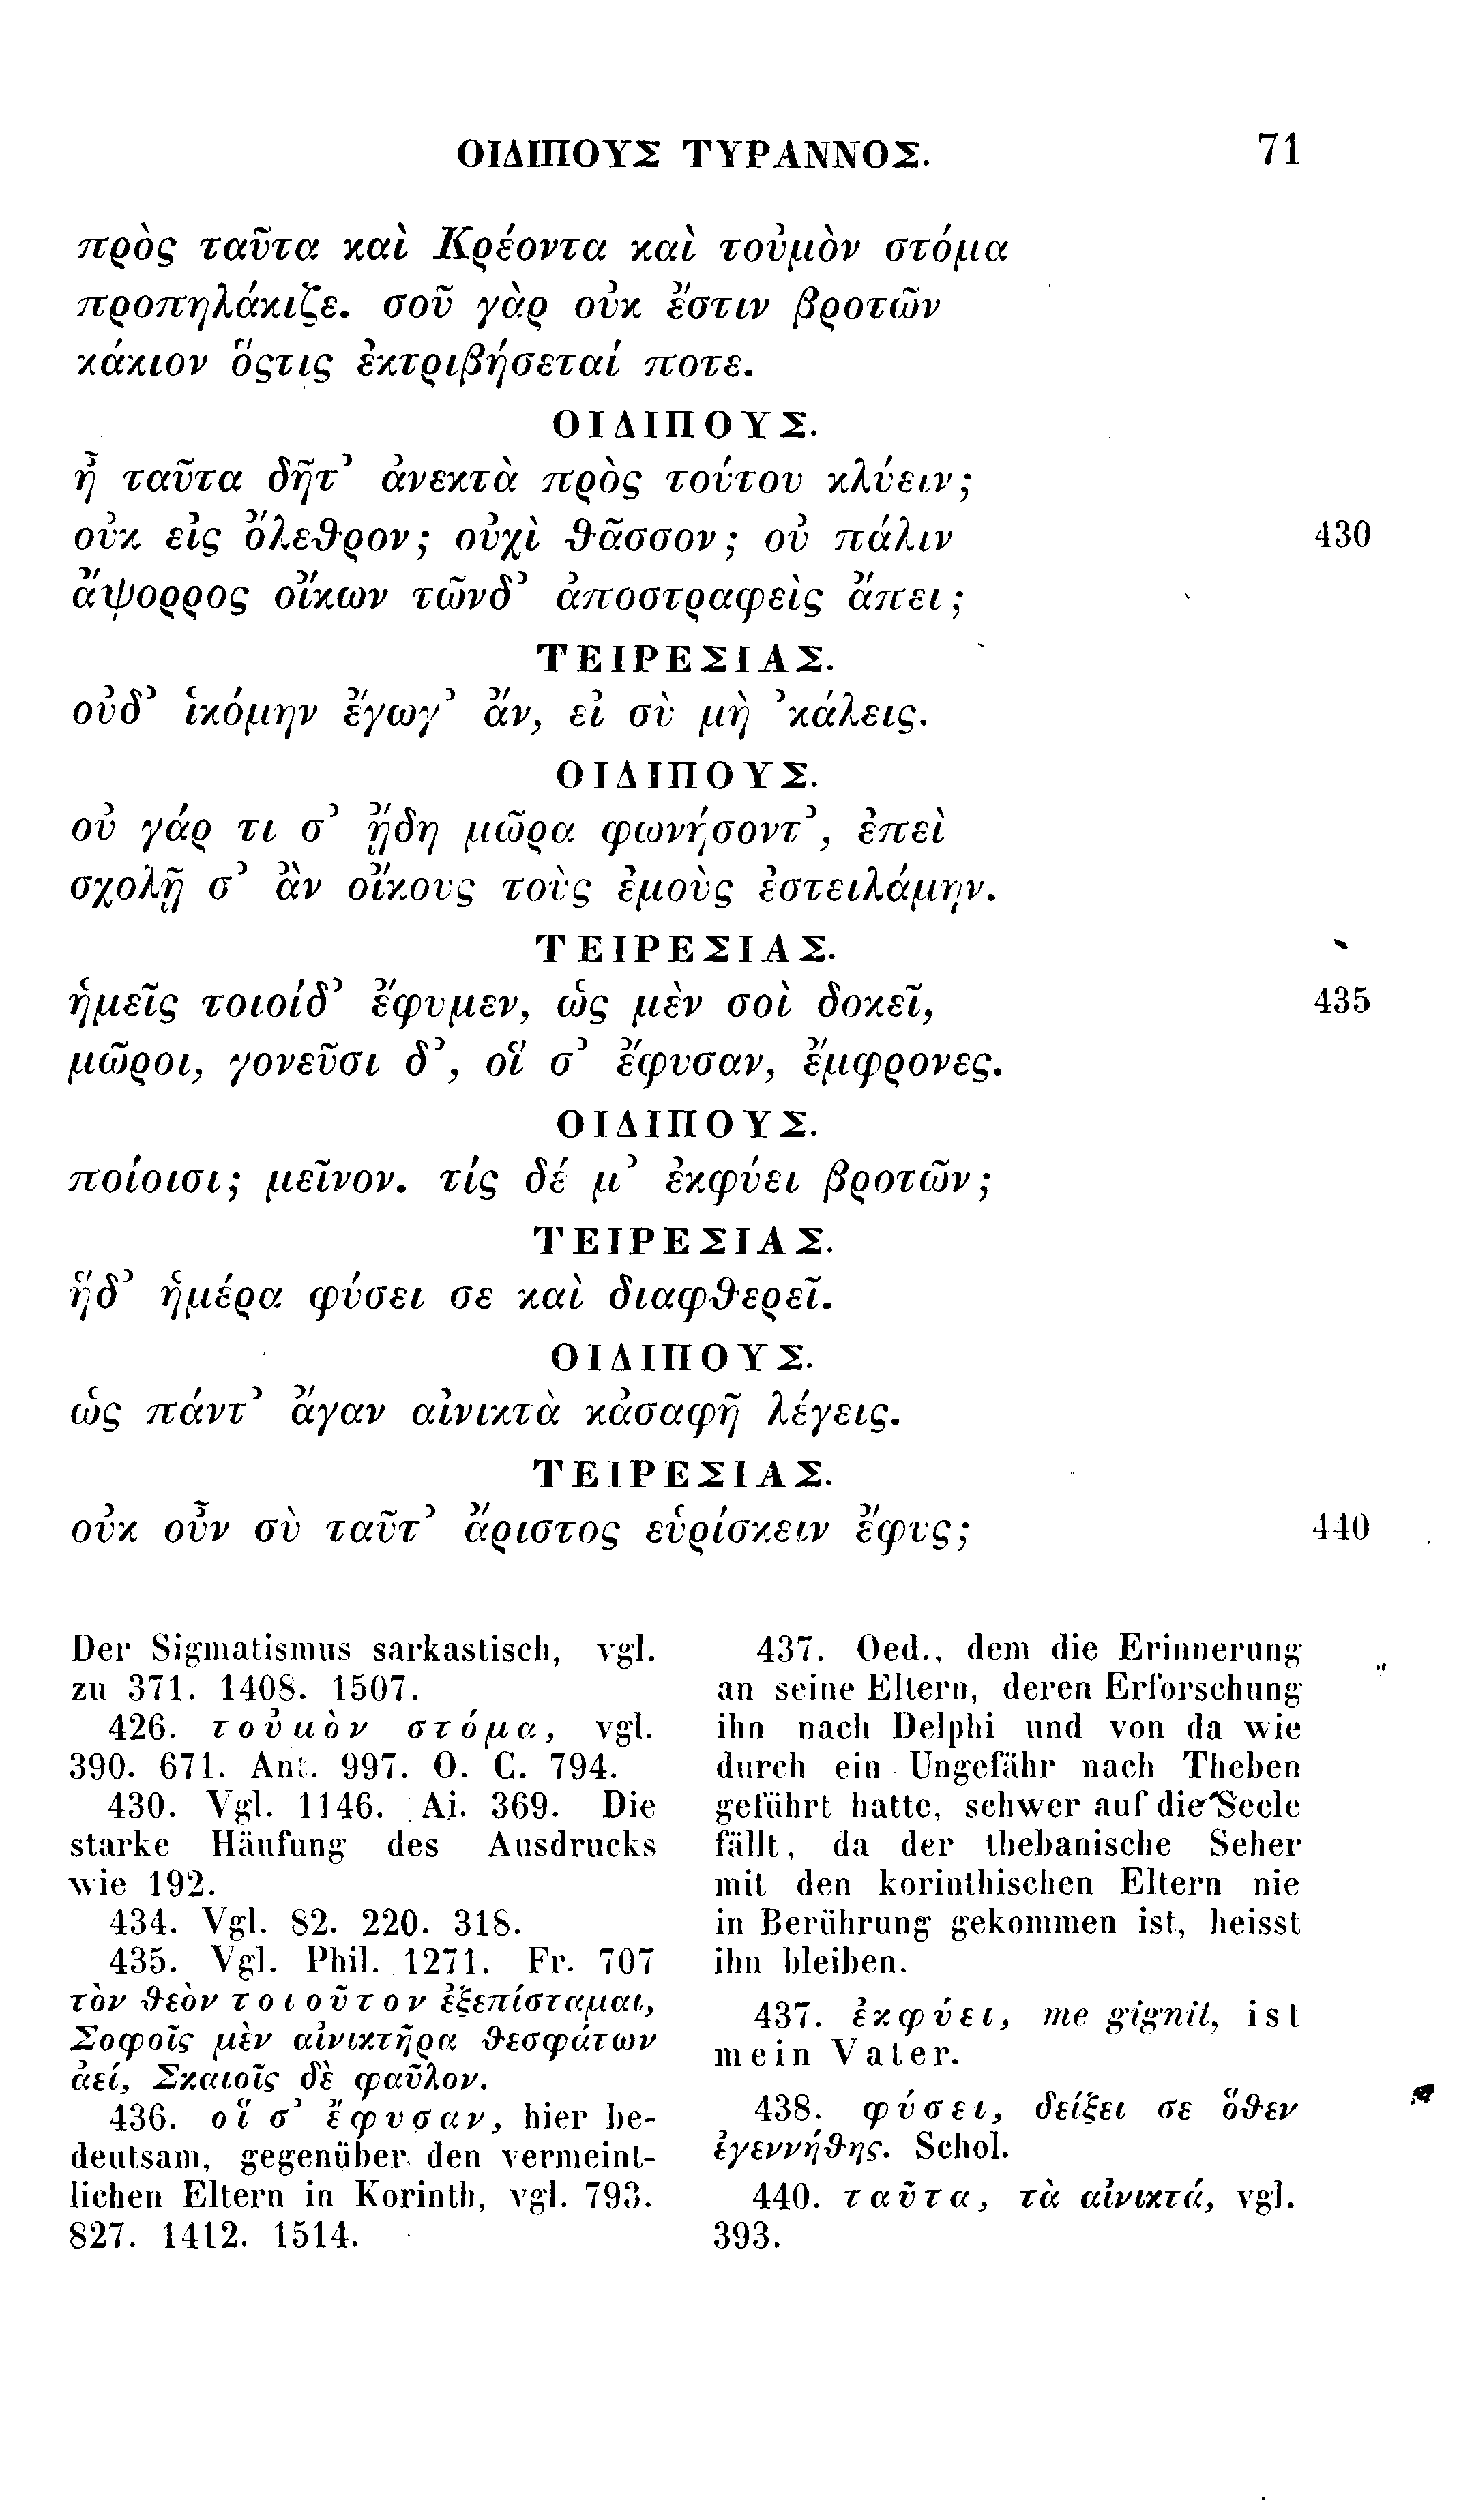 ΟΙΔΙΠΟΥΣ ΤΥΡΑΝΝΟΣ. 71
πρὸς ταῦτα καὶ Κρέοντα καὶ τοὐμὸν στόμα
προπηλάκιζε. σοῦ γὰρ οὐκ ἔστιν βροτῶν
κάκιον ὅςτις ἐκτριβήσεταί ποτε.
ΟΙΔΙΠΟΥΣ.
ἦ ταῦτα δῆτ’ ἀνεκτὰ πρὸς τούτου κλύειν;
οὐκ εἰς ὄλεθρον; οὐχὶ θᾶσσον; οὐ πάλιν 430
ἄψορρος οἴκων τῶνδ’ ἀποστραφεὶς ἄπει;
ΤΕΙΡΕΣΙΑΣ.
οὐδ’ ἱκόμην ἔγωγ’ ἄν, εἰ σὺ μὴ ’κάλεις.
ΟΙΔΙΠΟΥΣ.
οὐ γάρ τι σ’ ᾔδη μῶρα φωνήσοντ’, ἐπεὶ
σχολῇ σ’ ἂν οἴκους τοὺς ἐμοὺς ἐστειλάμην.
ΤΕΙΡΕΣΙΑΣ.
ἡμεῖς τοιοίδ’ ἔφυμεν, ὡς μὲν σοὶ δοκεῖ, 435
μῶροι, γονεῦσι δ’, οἵ σ’ ἔφυσαν, ἔμφρονες.
ΟΙΔΙΠΟΥΣ.
ποίοισι; μεῖνον. τίς δέ μ’ ἐκφύει βροτῶν;
ΤΕΙΡΕΣΙΑΣ.
ἥδ’ ἡμέρα φύσει σε καὶ διαφθερεῖ.
ΟΙΔΙΠΟΥΣ.
ὡς πάντ’ ἄγαν αἰνικτὰ κἀσαφῆ λέγεις.
ΤΕΙΡΕΣΙΑΣ.
οὐκ οὖν σὺ ταῦτ’ ἄριστος εὑρίσκειν ἔφυς; 440
Der Sigmatismus sarkastisch, vgl.
zu 371. 1408. 1507.
426. τοὐμὸν στόμα, vgl.
390. 671. Ant. 997. O. C. 794.
430. Vgl. 1146. Ai. 369. Die
starke Häufung des Ausdrucks
wie 192.
434. Vgl. 82. 220. 318.
435. Vgl. Phil. 1271. Fr. 707
τὸν θεὸν τοιοῦτον ἐξεπίσταμαι,
Σοφοῖς μὲν αἰνικτῆρα θεσφάτων
ἀεί, Σκαιοῖς δὲ φαῦλον.
436. οἵ σ’ ἔφυσαν, hier be-
deutsam, gegenüber den vermeint-
lichen Eltern in Korinth, vgl. 793.
827. 1412. 1514.
437. Oed., dem die Erinnerung
an seine Eltern, deren Erforschung
ihn nach Delphi und von da wie
durch ein Ungefähr nach Theben
geführt hatte, schwer auf die Seele
fällt, da der thebanische Seher
mit den korinthischen Eltern nie
in Berührung gekommen ist, heisst
ihn bleiben.
437. ἐκφύει, me gignit, ist
mein Vater.
438. φύσει, δείξει σε ὅθεν
ἐγεννήθης. Schol.
440. ταῦτα, τὰ αἰνικτά, vgl.
393.